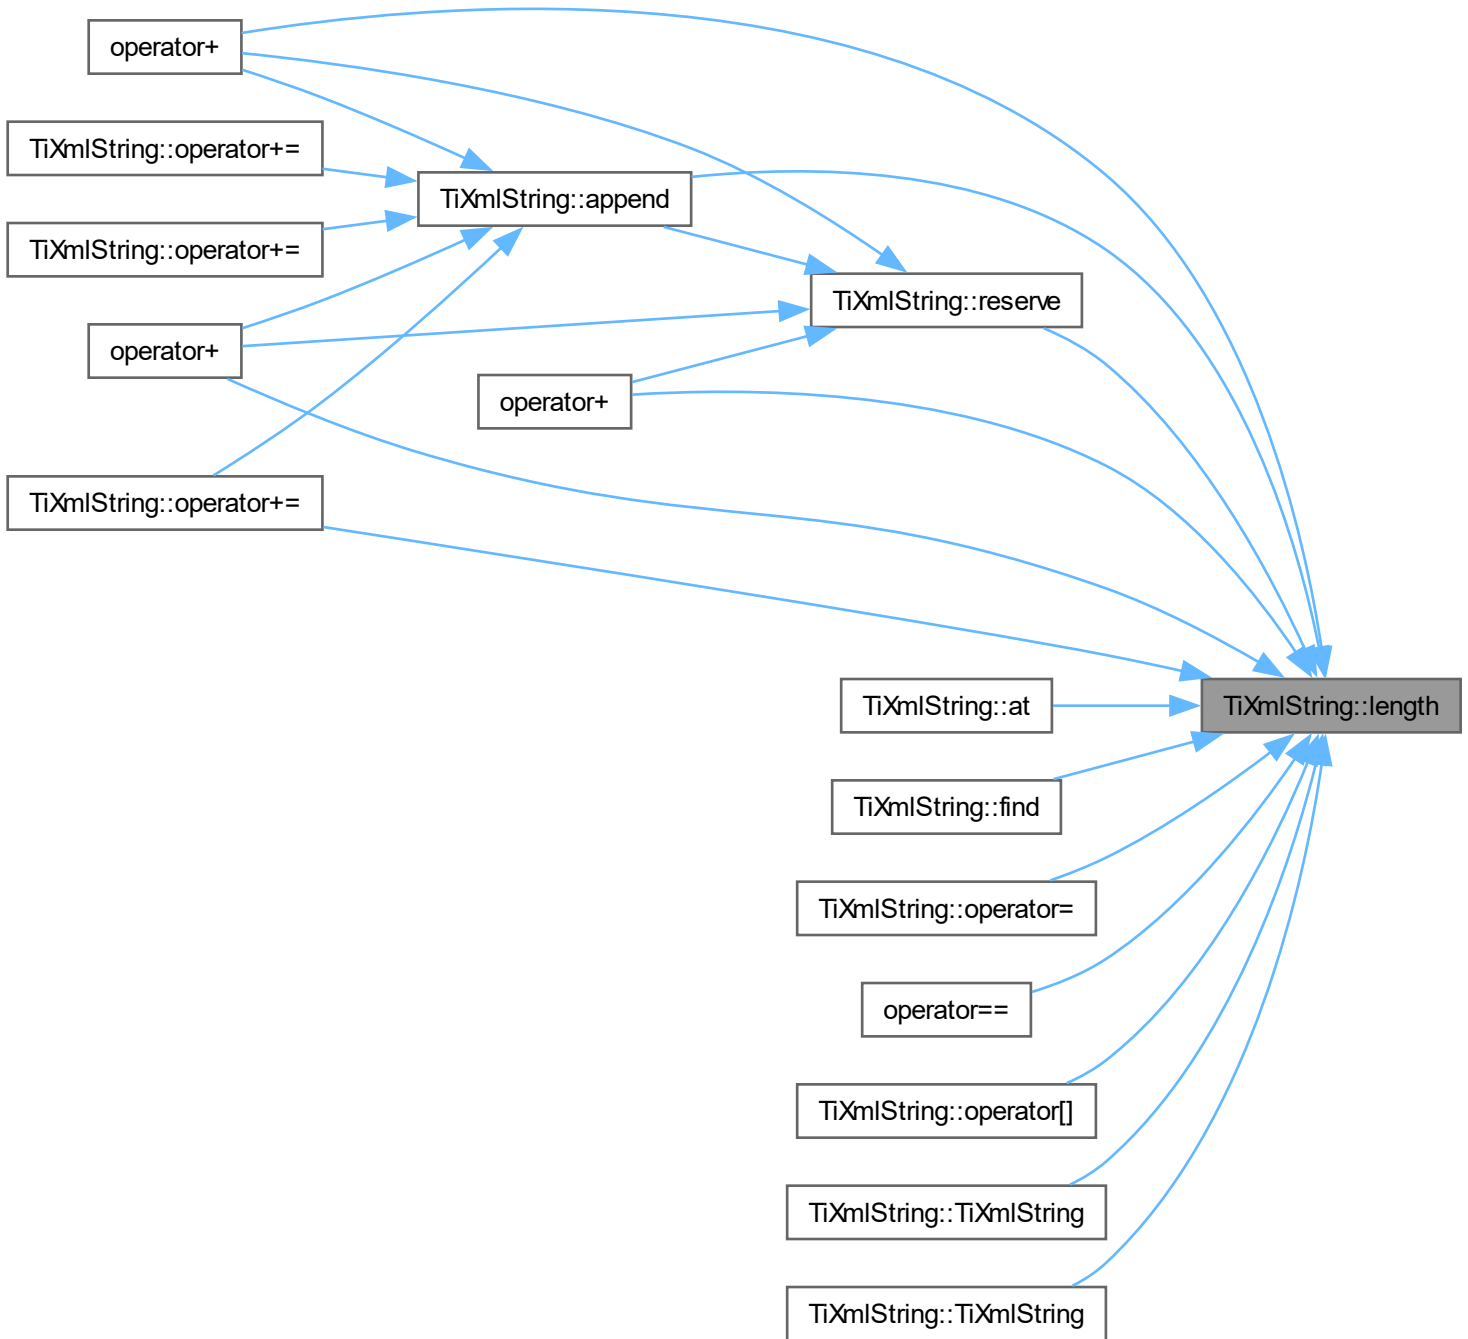 operator+
TiXmlString::operator+=
TiXmlString::append
TiXmlString::operator+=
TiXmlString::reserve
operator+
operator+
TiXmlString::operator+=
TiXmlString::at
TiXmlString::length
TiXmlString::find
TiXmlString::operator=
operator==
TiXmlString::operator[]
TiXmlString::TiXmlString
TiXmlString::TiXmlString